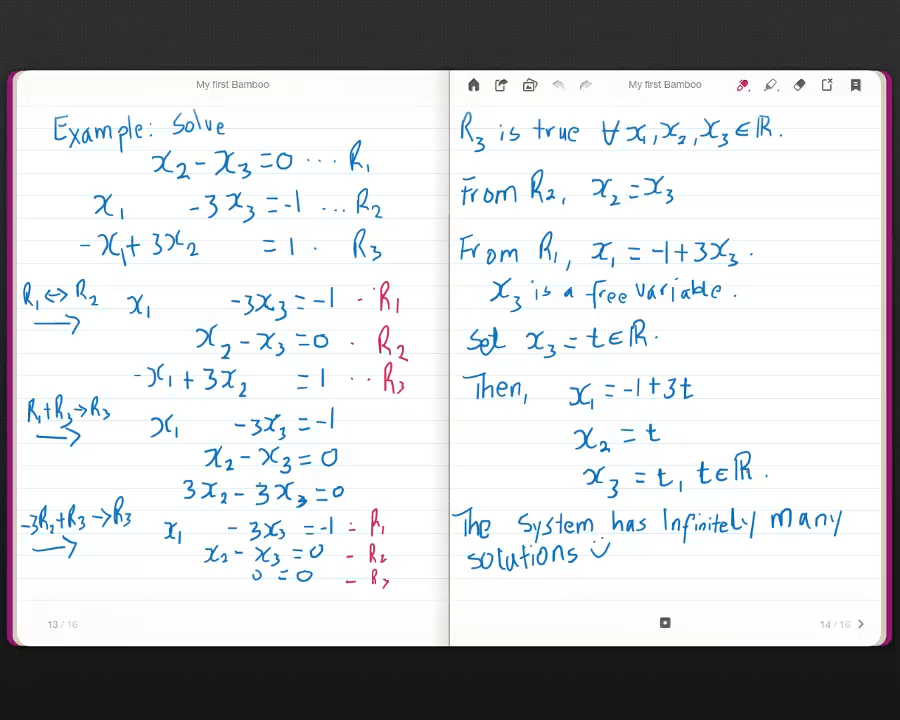 My first Bamboo
Example: Solve
x₂ - x₃ = 0 ... R₁
x₁ - 3x₃ = -1 ... R₂
-x₁ + 3x₂ = 1 . R₃
R₁ ↔ R₂ → x₁ - 3x₃ = -1 - R₁
x₂ - x₃ = 0 . R₂
-x₁ + 3x₂ = 1 .. R₃
R₁+R₃→R₃ → x₁ - 3x₃ = -1
x₂ - x₃ = 0
3x₂ - 3x₃ = 0
-3R₂+R₃→R₃ → x₁ - 3x₃ = -1 - R₁
x₂ - x₃ = 0 - R₂
0 = 0 - R₃
13 / 16
My first Bamboo
R₃ is true ∀ x₁, x₂, x₃ ∈ ℝ.
From R₂, x₂ = x₃
From R₁, x₁ = -1 + 3x₃.
x₃ is a free variable.
Set x₃ = t ∈ ℝ.
Then, x₁ = -1 + 3t
x₂ = t
x₃ = t, t ∈ ℝ.
The System has Infinitely many
solutions
14 / 16